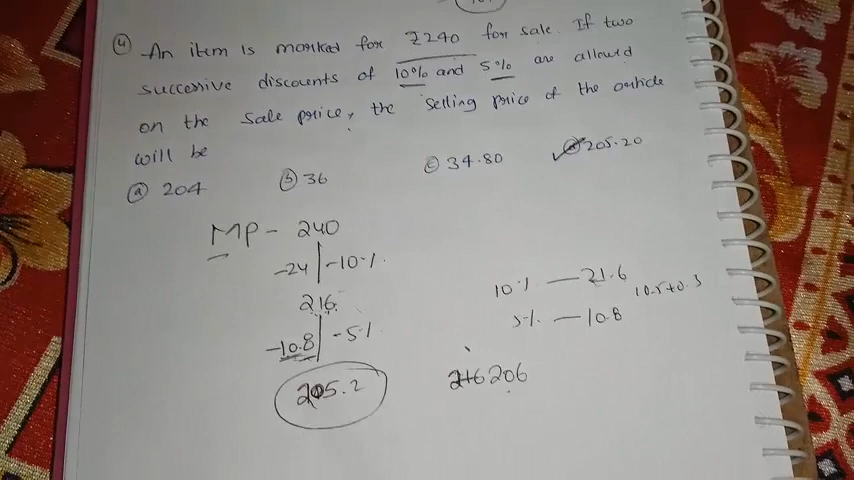 ④ An item is marked for ₹240 for sale. If two
successive discounts of 10% and 5% are allowed
on the sale price, the selling price of the article
will be
ⓐ 204 ⓑ 36 ⓒ 34.80 205.20
MP - 240
-24 -10%
216
-10.8 -5%
205.2
10% — 21.6
5% — 10.8
10.5+0.3
216 206